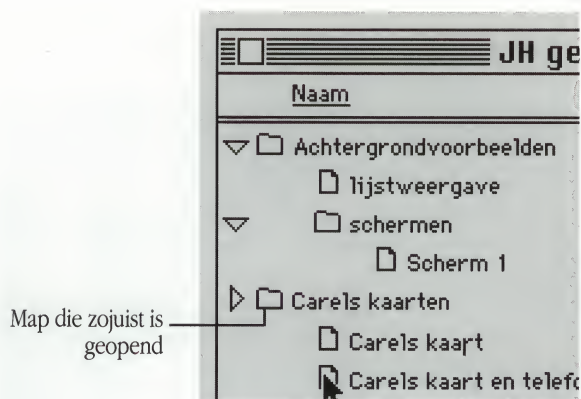 JH ge
Naam
Achtergrondvoorbeelden
lijstweergave
schermen
Scherm 1
Carels kaarten
Map die zojuist is
geopend
Carels kaart
Carels kaart en telefo